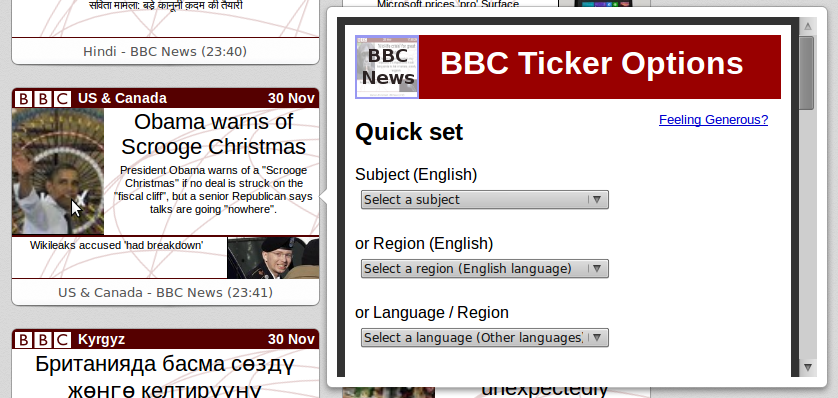 सविता मामला: बड़े क़ानूनी क़दम की तैयारी
Hindi - BBC News (23:40)
BBC US & Canada 30 Nov
Obama warns of
Scrooge Christmas
President Obama warns of a "Scrooge
Christmas" if no deal is struck on the
"fiscal cliff", but a senior Republican says
talks are going "nowhere".
Wikileaks accused 'had breakdown'
US & Canada - BBC News (23:41)
BBC Kyrgyz 30 Nov
Британияда басма сөздү
жөнгө келтирүүнү
Microsoft prices 'pro' Surface
BBC
News
BBC Ticker Options
Feeling Generous?
Quick set
Subject (English)
Select a subject
or Region (English)
Select a region (English language)
or Language / Region
Select a language (Other languages)
unexpectedly